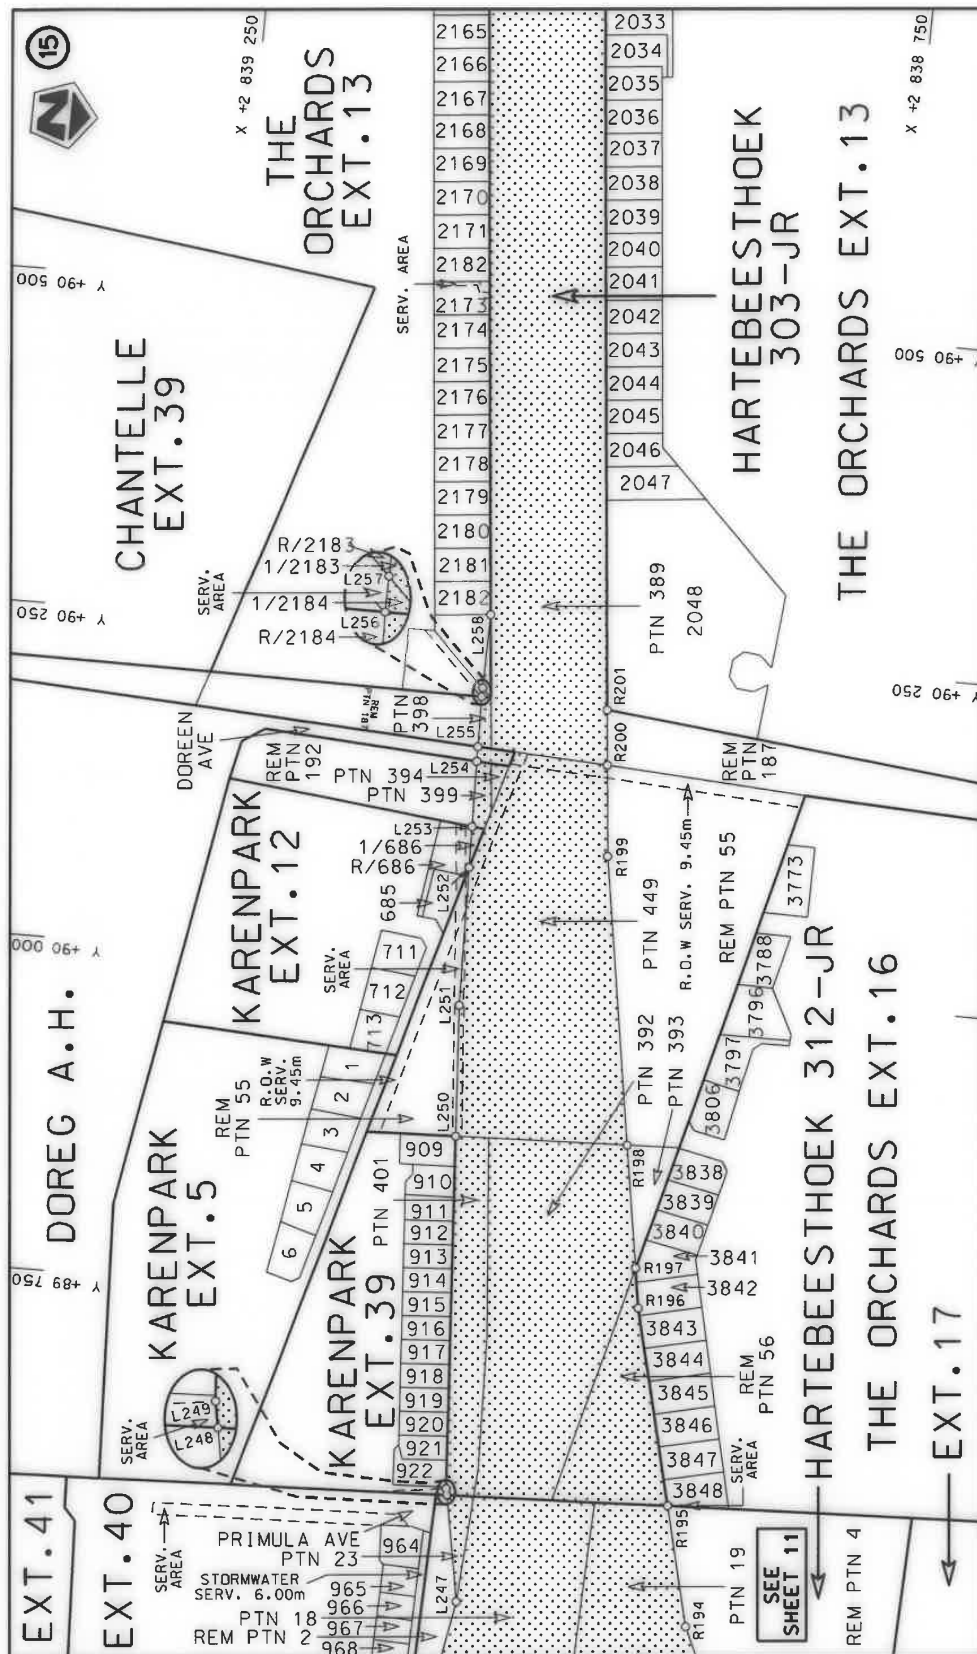 15
N
X +2 839 250
THE
ORCHARDS
EXT.13
Y +90 500
CHANTELLE
EXT.39
SERV. AREA
2165
2166
2167
2168
2169
2170
2171
2182
2173
2174
2175
2176
2177
2178
2179
2180
2181
2182
2033
2034
2035
2036
2037
2038
2039
2040
2041
2042
2043
2044
2045
2046
2047
X +2 838 750
HARTEBEESTHOEK
303-JR
THE ORCHARDS EXT.13
Y +90 500
R/2183
1/2183
L257
SERV.
AREA
1/2184
L256
R/2184
Y +90 250
L258
PTN 389
2048
Y +90 250
REM
PTN 187
PTN
398
L255
R201
R200
DOREEN
AVE
REM
PTN
192
L254
PTN 394
PTN 399
REM
PTN
187
KARENPARK
EXT.12
L253
1/686
R/686
685
L252
R199
PTN 449
R.O.W SERV. 9.45m
REM PTN 55
3773
Y +90 000
711
712
713
SERV.
AREA
L251
3788
3796
3797
3806
DOREG A.H.
R.O.W
SERV.
9.45m
REM
PTN 55
L250
PTN 392
PTN 393
R198
1
2
3
4
5
6
KARENPARK
EXT.5
PTN 401
909
910
911
912
913
914
915
916
917
918
919
920
921
922
3838
3839
3840
3841
3842
3843
3844
3845
3846
3847
3848
R197
R196
Y +89 750
KARENPARK
EXT.39
REM
PTN 56
HARTEBEESTHOEK 312-JR
THE ORCHARDS EXT.16
EXT.17
L249
L248
SERV.
AREA
SERV.
AREA
R195
EXT.41
EXT.40
SERV.
AREA
PRIMULA AVE
PTN 23
STORMWATER
SERV. 6.00m
PTN 18
REM PTN 2
964
965
966
967
968
L247
R194
PTN 19
SEE
SHEET 11
REM PTN 4